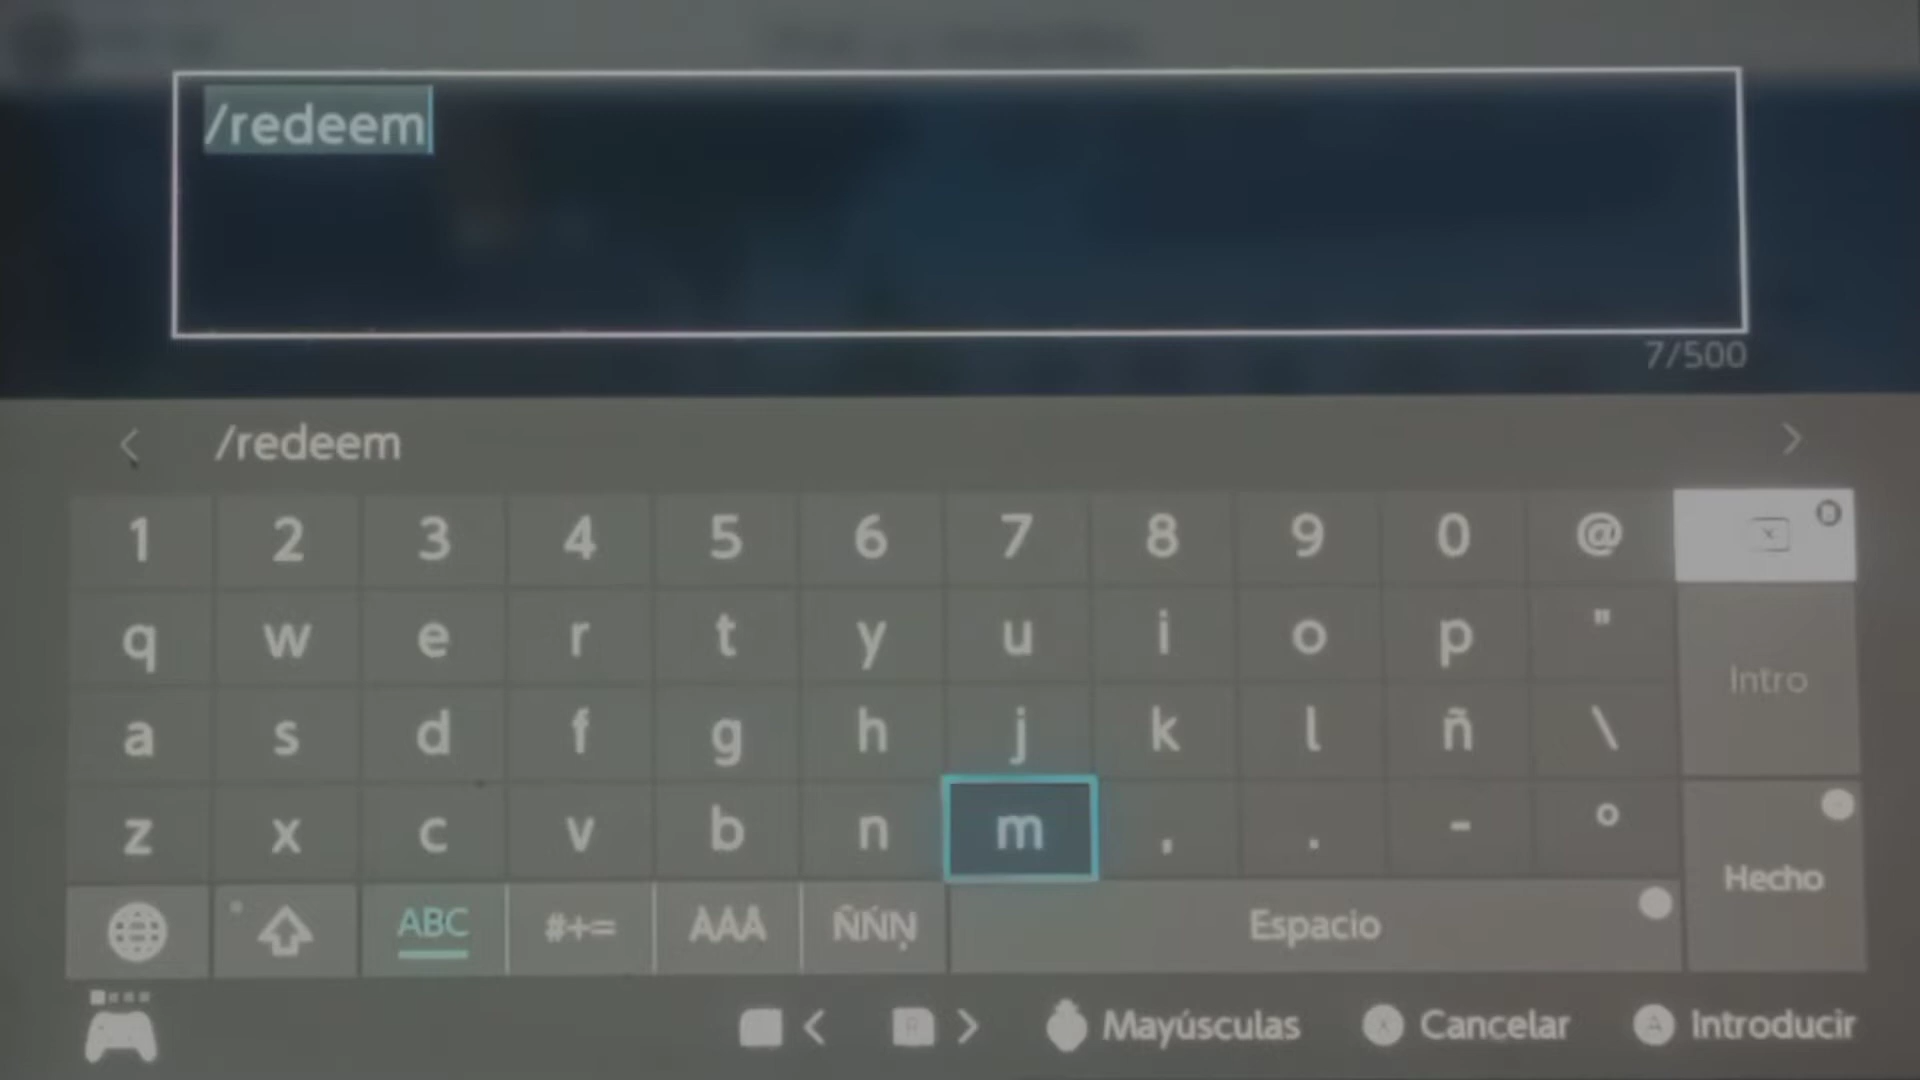 /redeem
7/500
< /redeem >
1 2 3 4 5 6 7 8 9 0 @
q w e r t y u i o p "
Intro
a s d f g h j k l ñ \
z x c v b n m , . - º
Hecho
ABC #+= ÀÁÂ ÑŃŅ Espacio
< R > Mayúsculas X Cancelar A Introducir